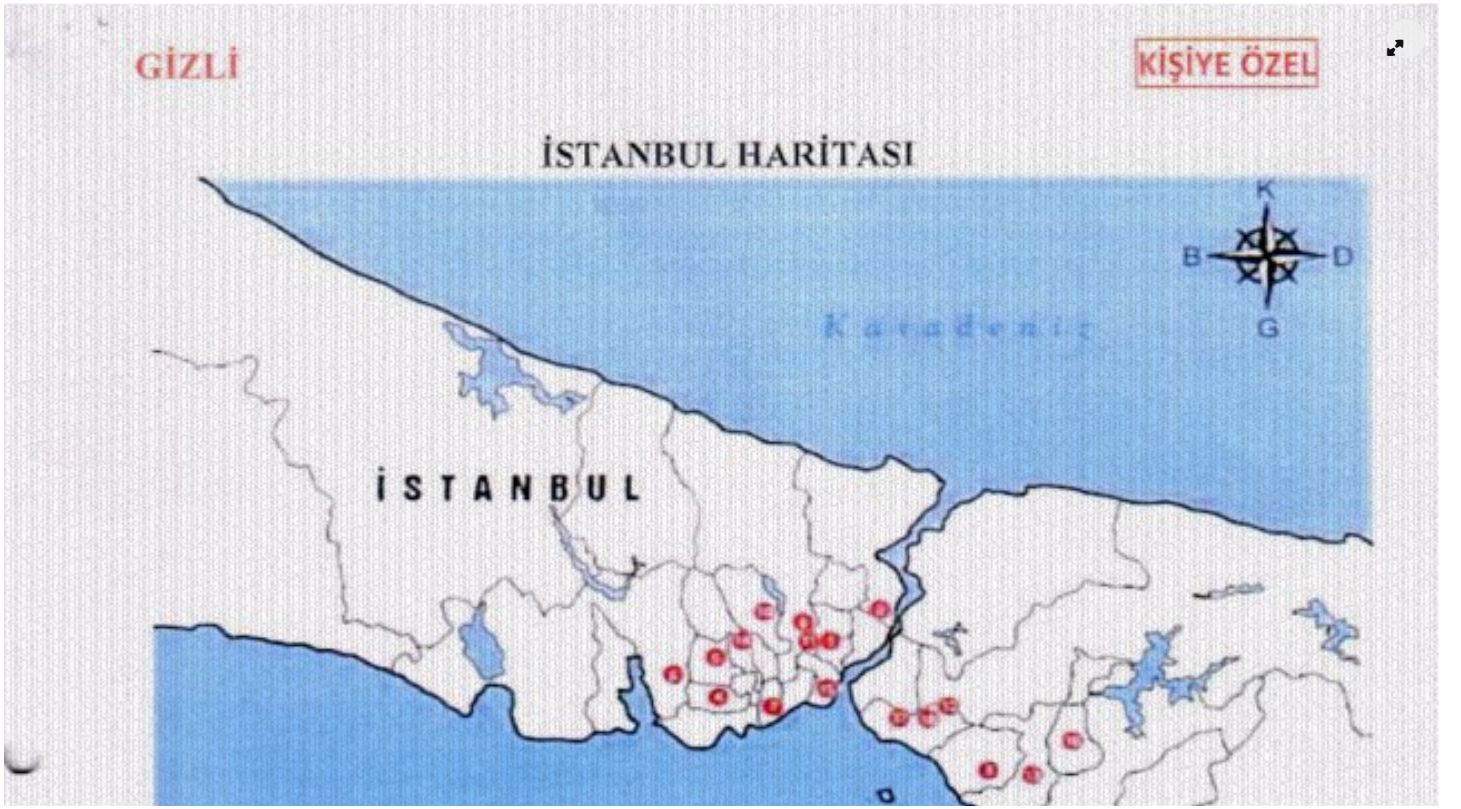 GİZLİ
KİŞİYE ÖZEL
İSTANBUL HARİTASI
K
B D
G
Karadeniz
İSTANBUL